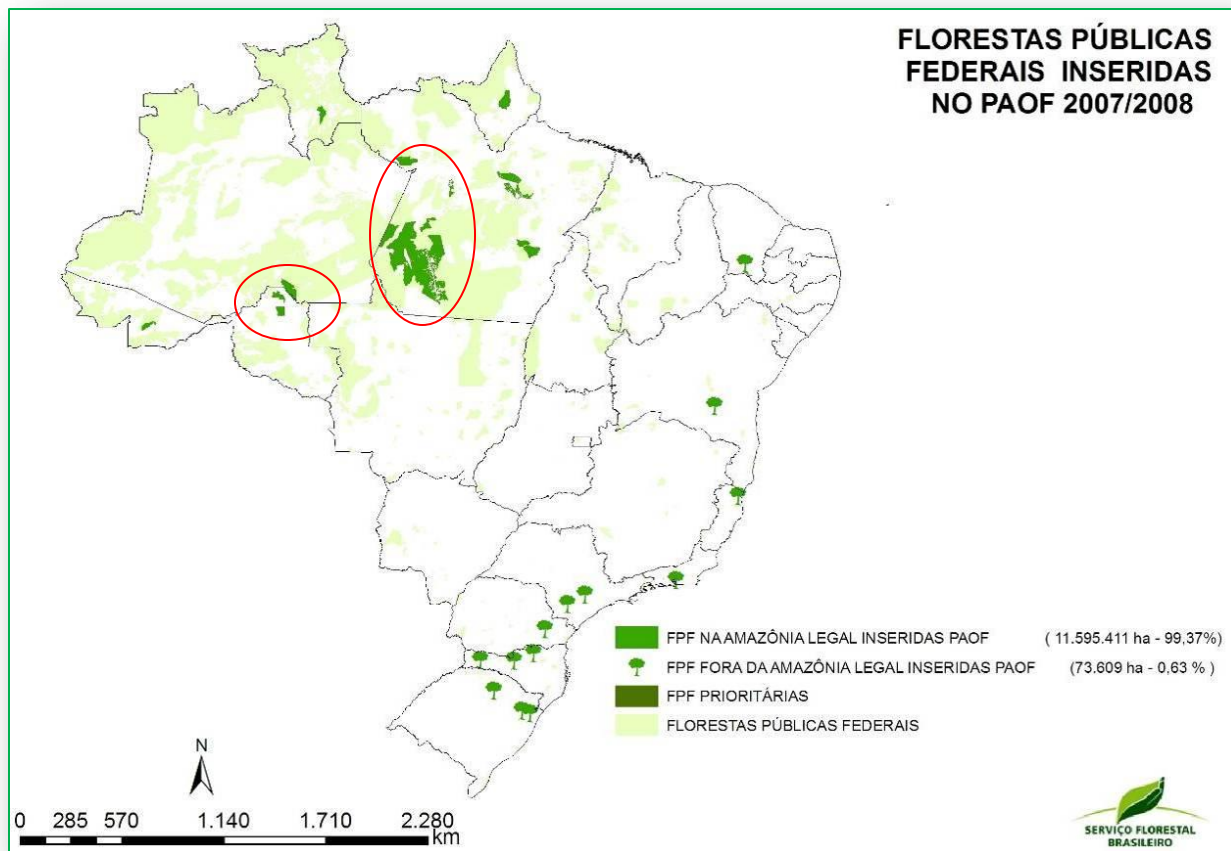 FLORESTAS PÚBLICAS
FEDERAIS INSERIDAS
NO PAOF 2007/2008
FPF NA AMAZÔNIA LEGAL INSERIDAS PAOF ( 11.595.411 ha - 99,37%)
FPF FORA DA AMAZÔNIA LEGAL INSERIDAS PAOF (73.609 ha - 0,63 % )
FPF PRIORITÁRIAS
FLORESTAS PÚBLICAS FEDERAIS
N
0 285 570 1.140 1.710 2.280
km
SERVIÇO FLORESTAL
BRASILEIRO